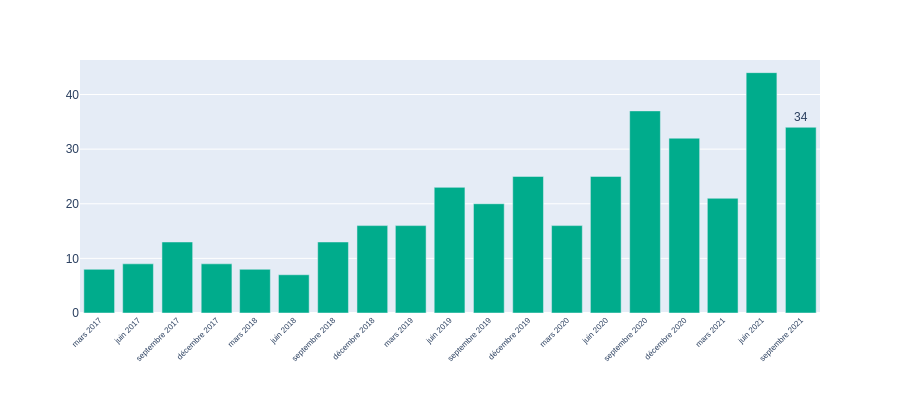 40
30
20
10
0
34
mars 2017
juin 2017
septembre 2017
décembre 2017
mars 2018
juin 2018
septembre 2018
décembre 2018
mars 2019
juin 2019
septembre 2019
décembre 2019
mars 2020
juin 2020
septembre 2020
décembre 2020
mars 2021
juin 2021
septembre 2021